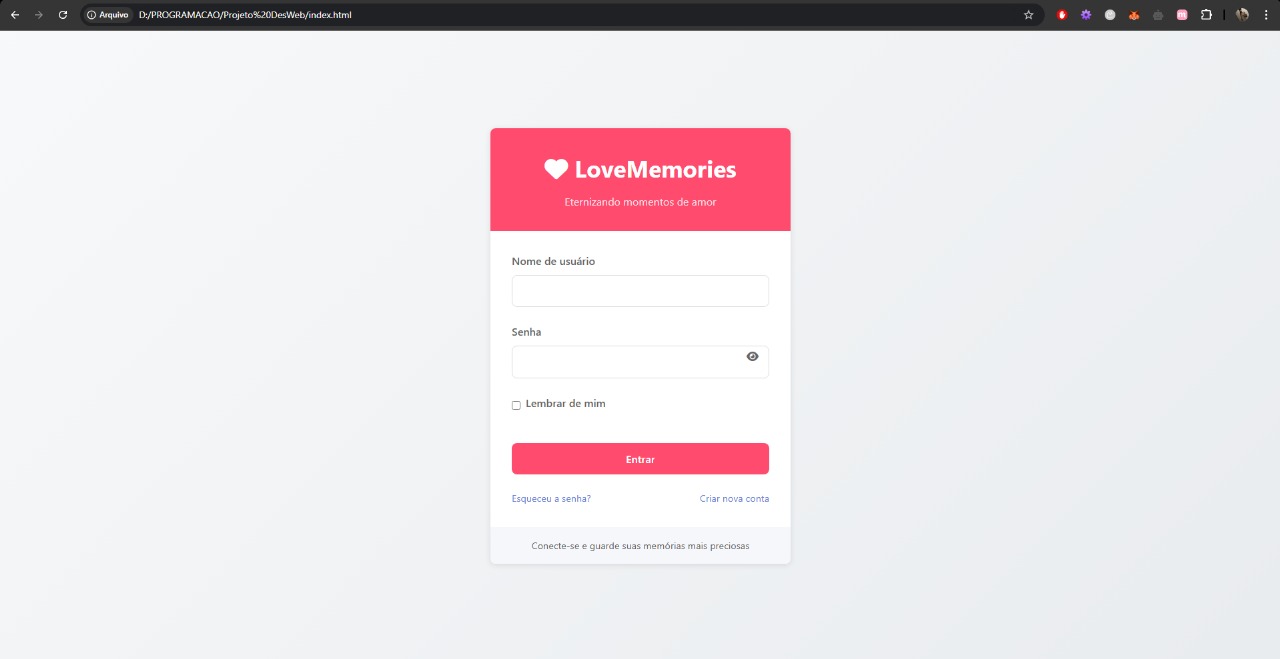 Arquivo D:/PROGRAMACAO/Projeto%20DesWeb/index.html
LoveMemories
Eternizando momentos de amor
Nome de usuário
Senha
Lembrar de mim
Entrar
Esqueceu a senha? Criar nova conta
Conecte-se e guarde suas memórias mais preciosas